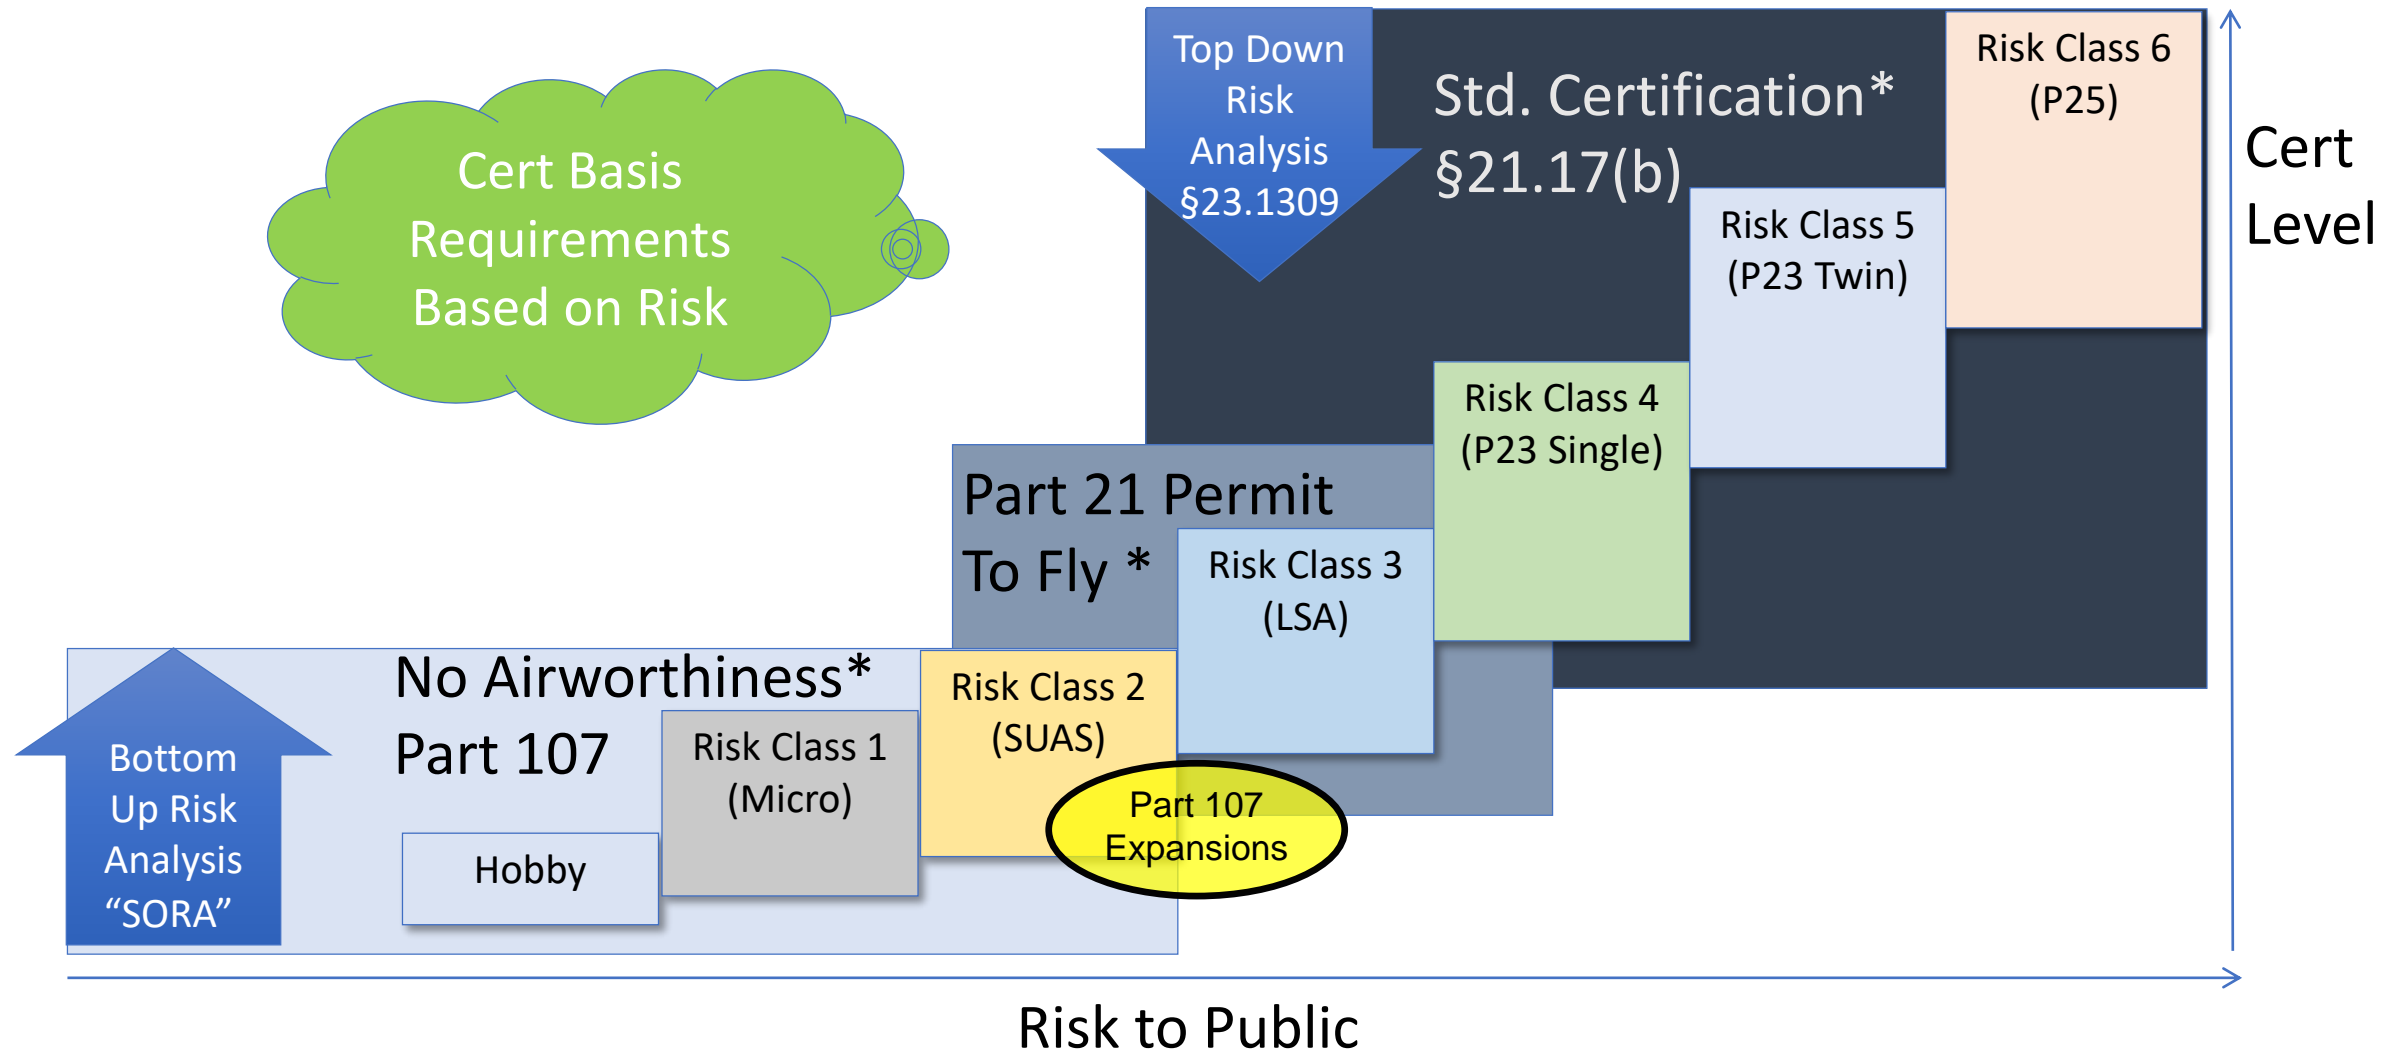 Top Down
Risk
Analysis
§23.1309
Std. Certification*
§21.17(b)
Risk Class 6
(P25)
Cert
Level
Cert Basis
Requirements
Based on Risk
Risk Class 5
(P23 Twin)
Risk Class 4
(P23 Single)
Part 21 Permit
To Fly *
Risk Class 3
(LSA)
No Airworthiness*
Part 107
Risk Class 2
(SUAS)
Risk Class 1
(Micro)
Bottom
Up Risk
Analysis
“SORA”
Hobby
Part 107
Expansions
Risk to Public